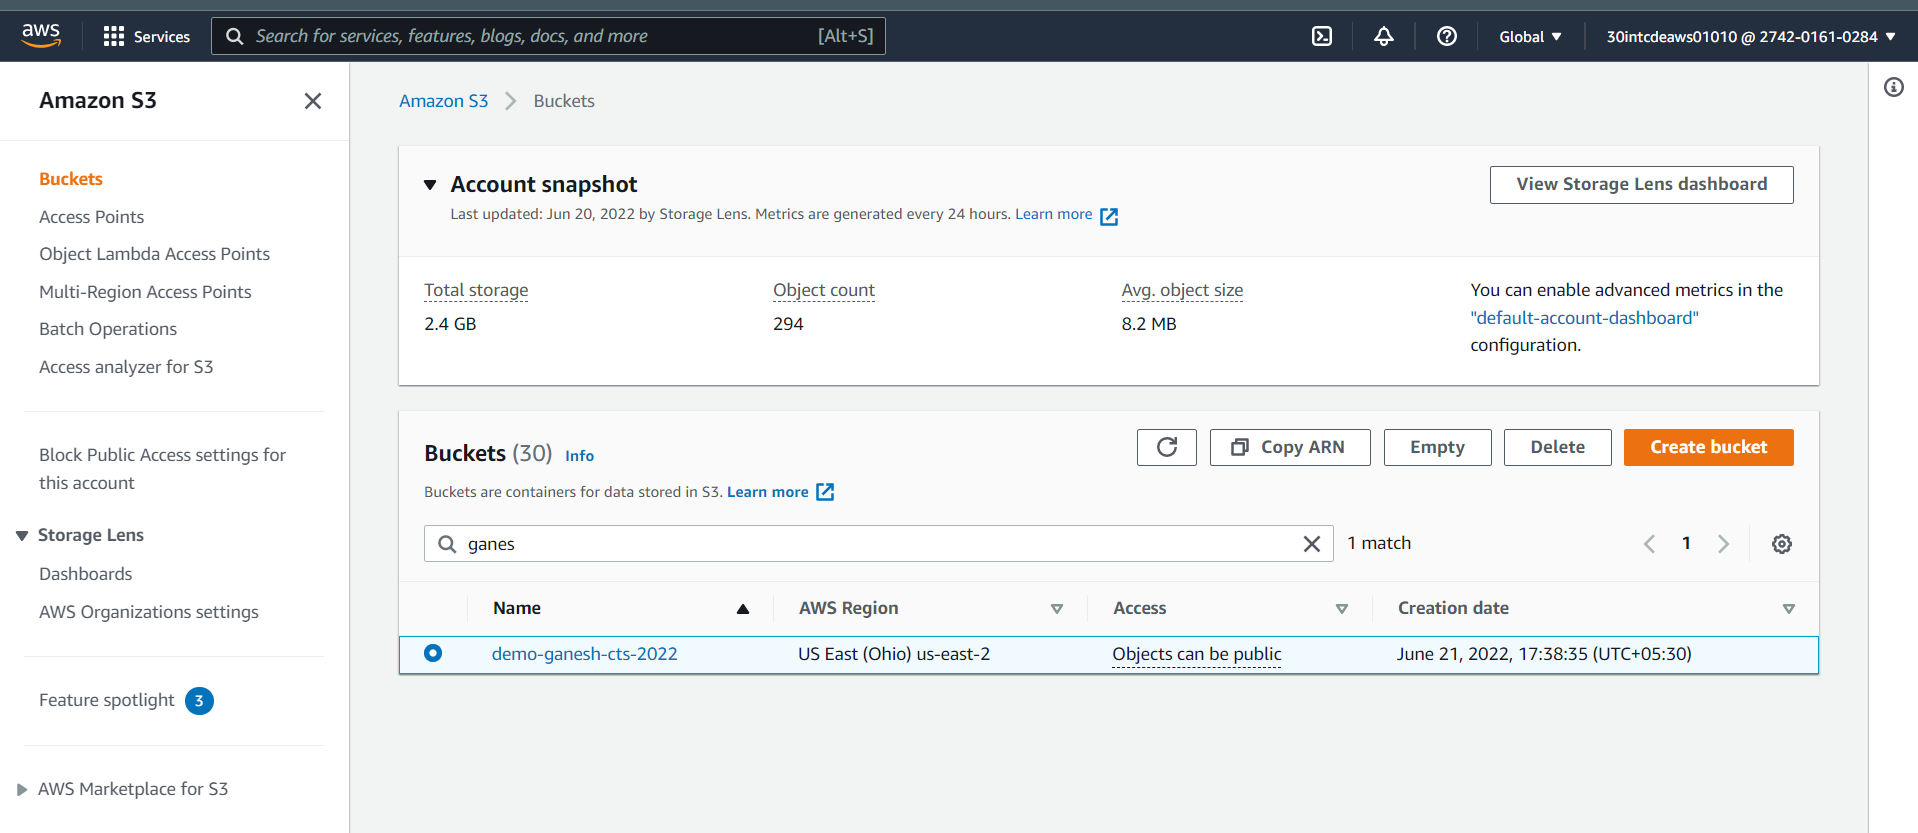 aws
Services
Search for services, features, blogs, docs, and more [Alt+S]
Global
30intcdeaws01010 @ 2742-0161-0284
Amazon S3
Buckets
Access Points
Object Lambda Access Points
Multi-Region Access Points
Batch Operations
Access analyzer for S3
Block Public Access settings for
this account
Storage Lens
Dashboards
AWS Organizations settings
Feature spotlight 3
AWS Marketplace for S3
Amazon S3 Buckets
Account snapshot
View Storage Lens dashboard
Last updated: Jun 20, 2022 by Storage Lens. Metrics are generated every 24 hours. Learn more
Total storage
2.4 GB
Object count
294
Avg. object size
8.2 MB
You can enable advanced metrics in the
"default-account-dashboard"
configuration.
Buckets (30) Info
Copy ARN
Empty
Delete
Create bucket
Buckets are containers for data stored in S3. Learn more
ganes
1 match
1
Name AWS Region Access Creation date
demo-ganesh-cts-2022 US East (Ohio) us-east-2 Objects can be public June 21, 2022, 17:38:35 (UTC+05:30)